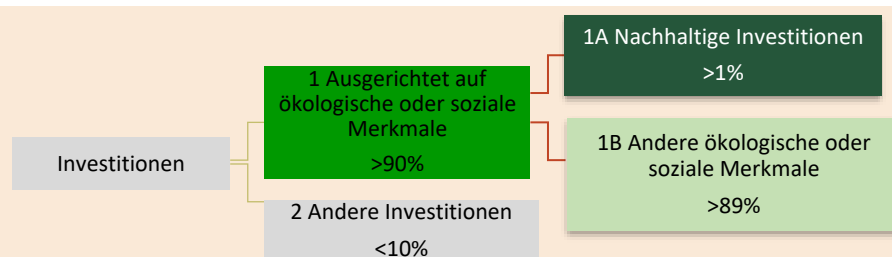 Investitionen
1 Ausgerichtet auf
ökologische oder soziale
Merkmale
>90%
2 Andere Investitionen
<10%
1A Nachhaltige Investitionen
>1%
1B Andere ökologische oder
soziale Merkmale
>89%